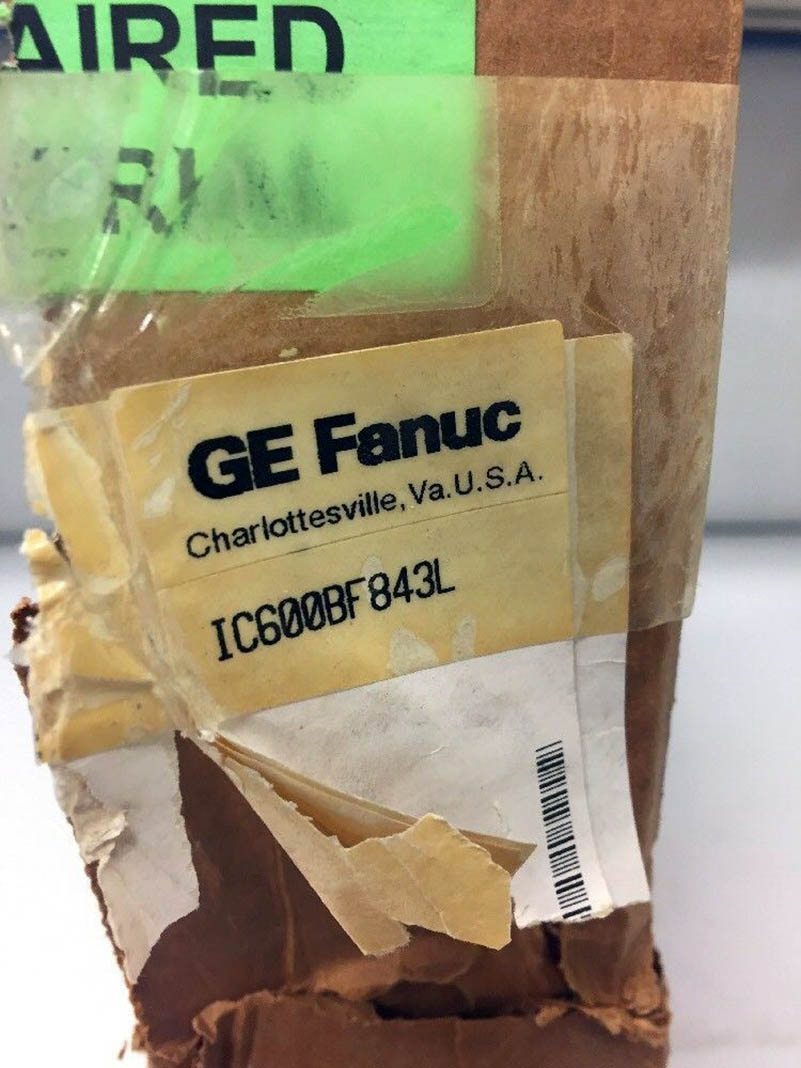 AIRED
GE Fanuc
Charlottesville, Va. U.S.A.
IC600BF843L